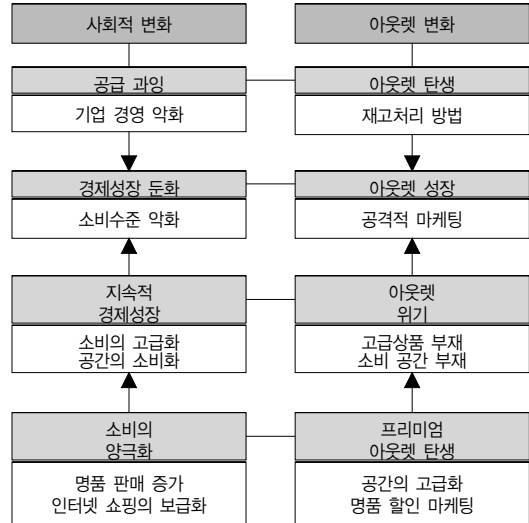 사회적 변화
아웃렛 변화
공급 과잉
아웃렛 탄생
기업 경영 악화
재고처리 방법
경제성장 둔화
아웃렛 성장
소비수준 악화
공격적 마케팅
지속적
경제성장
아웃렛
위기
소비의 고급화
공간의 소비화
고급상품 부재
소비 공간 부재
소비의
양극화
프리미엄
아웃렛 탄생
명품 판매 증가
인터넷 쇼핑의 보급화
공간의 고급화
명품 할인 마케팅